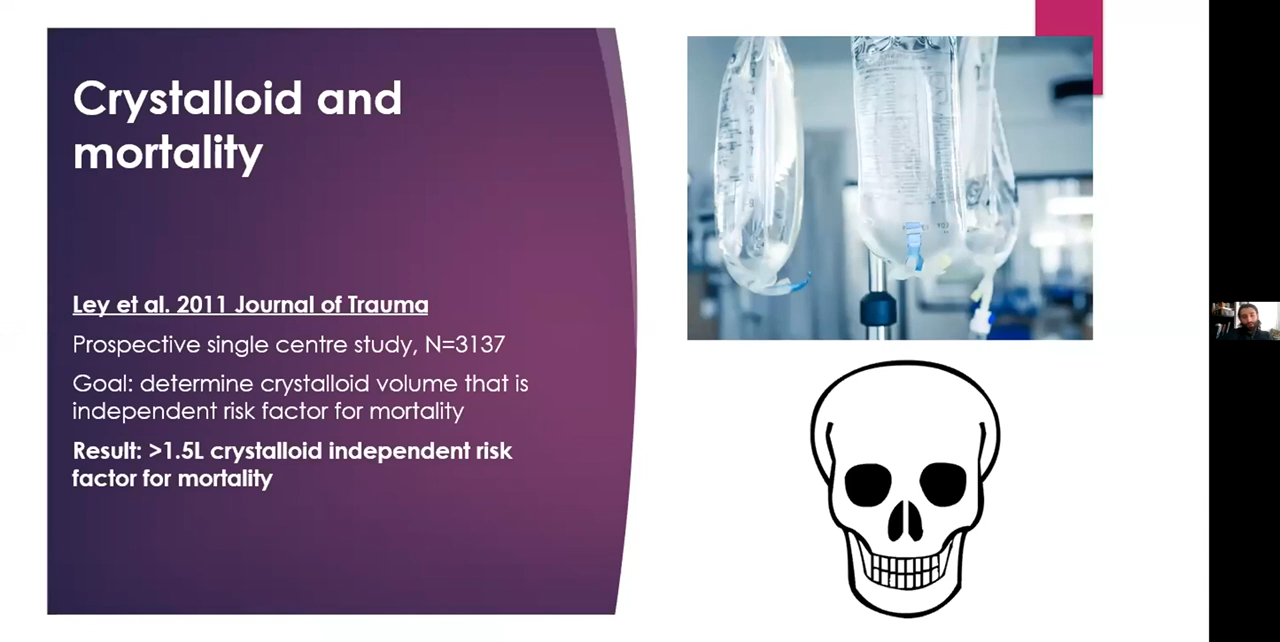 Crystalloid and
mortality
Ley et al. 2011 Journal of Trauma
Prospective single centre study, N=3137
Goal: determine crystalloid volume that is
independent risk factor for mortality
Result: >1.5L crystalloid independent risk
factor for mortality